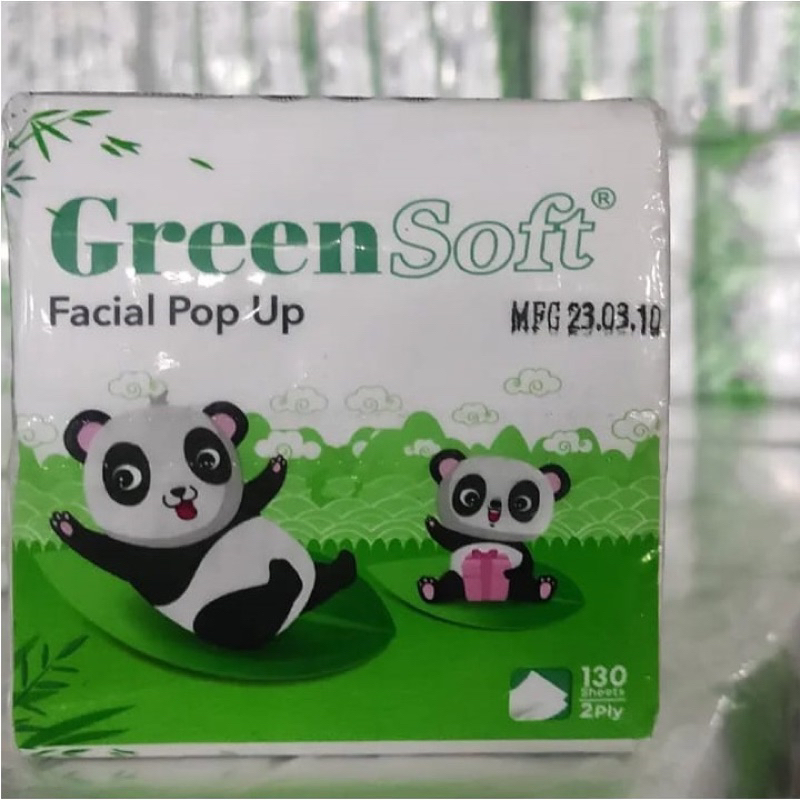 GreenSoft®
Facial Pop Up
MFG 23.03.10
130
Sheets
2Ply